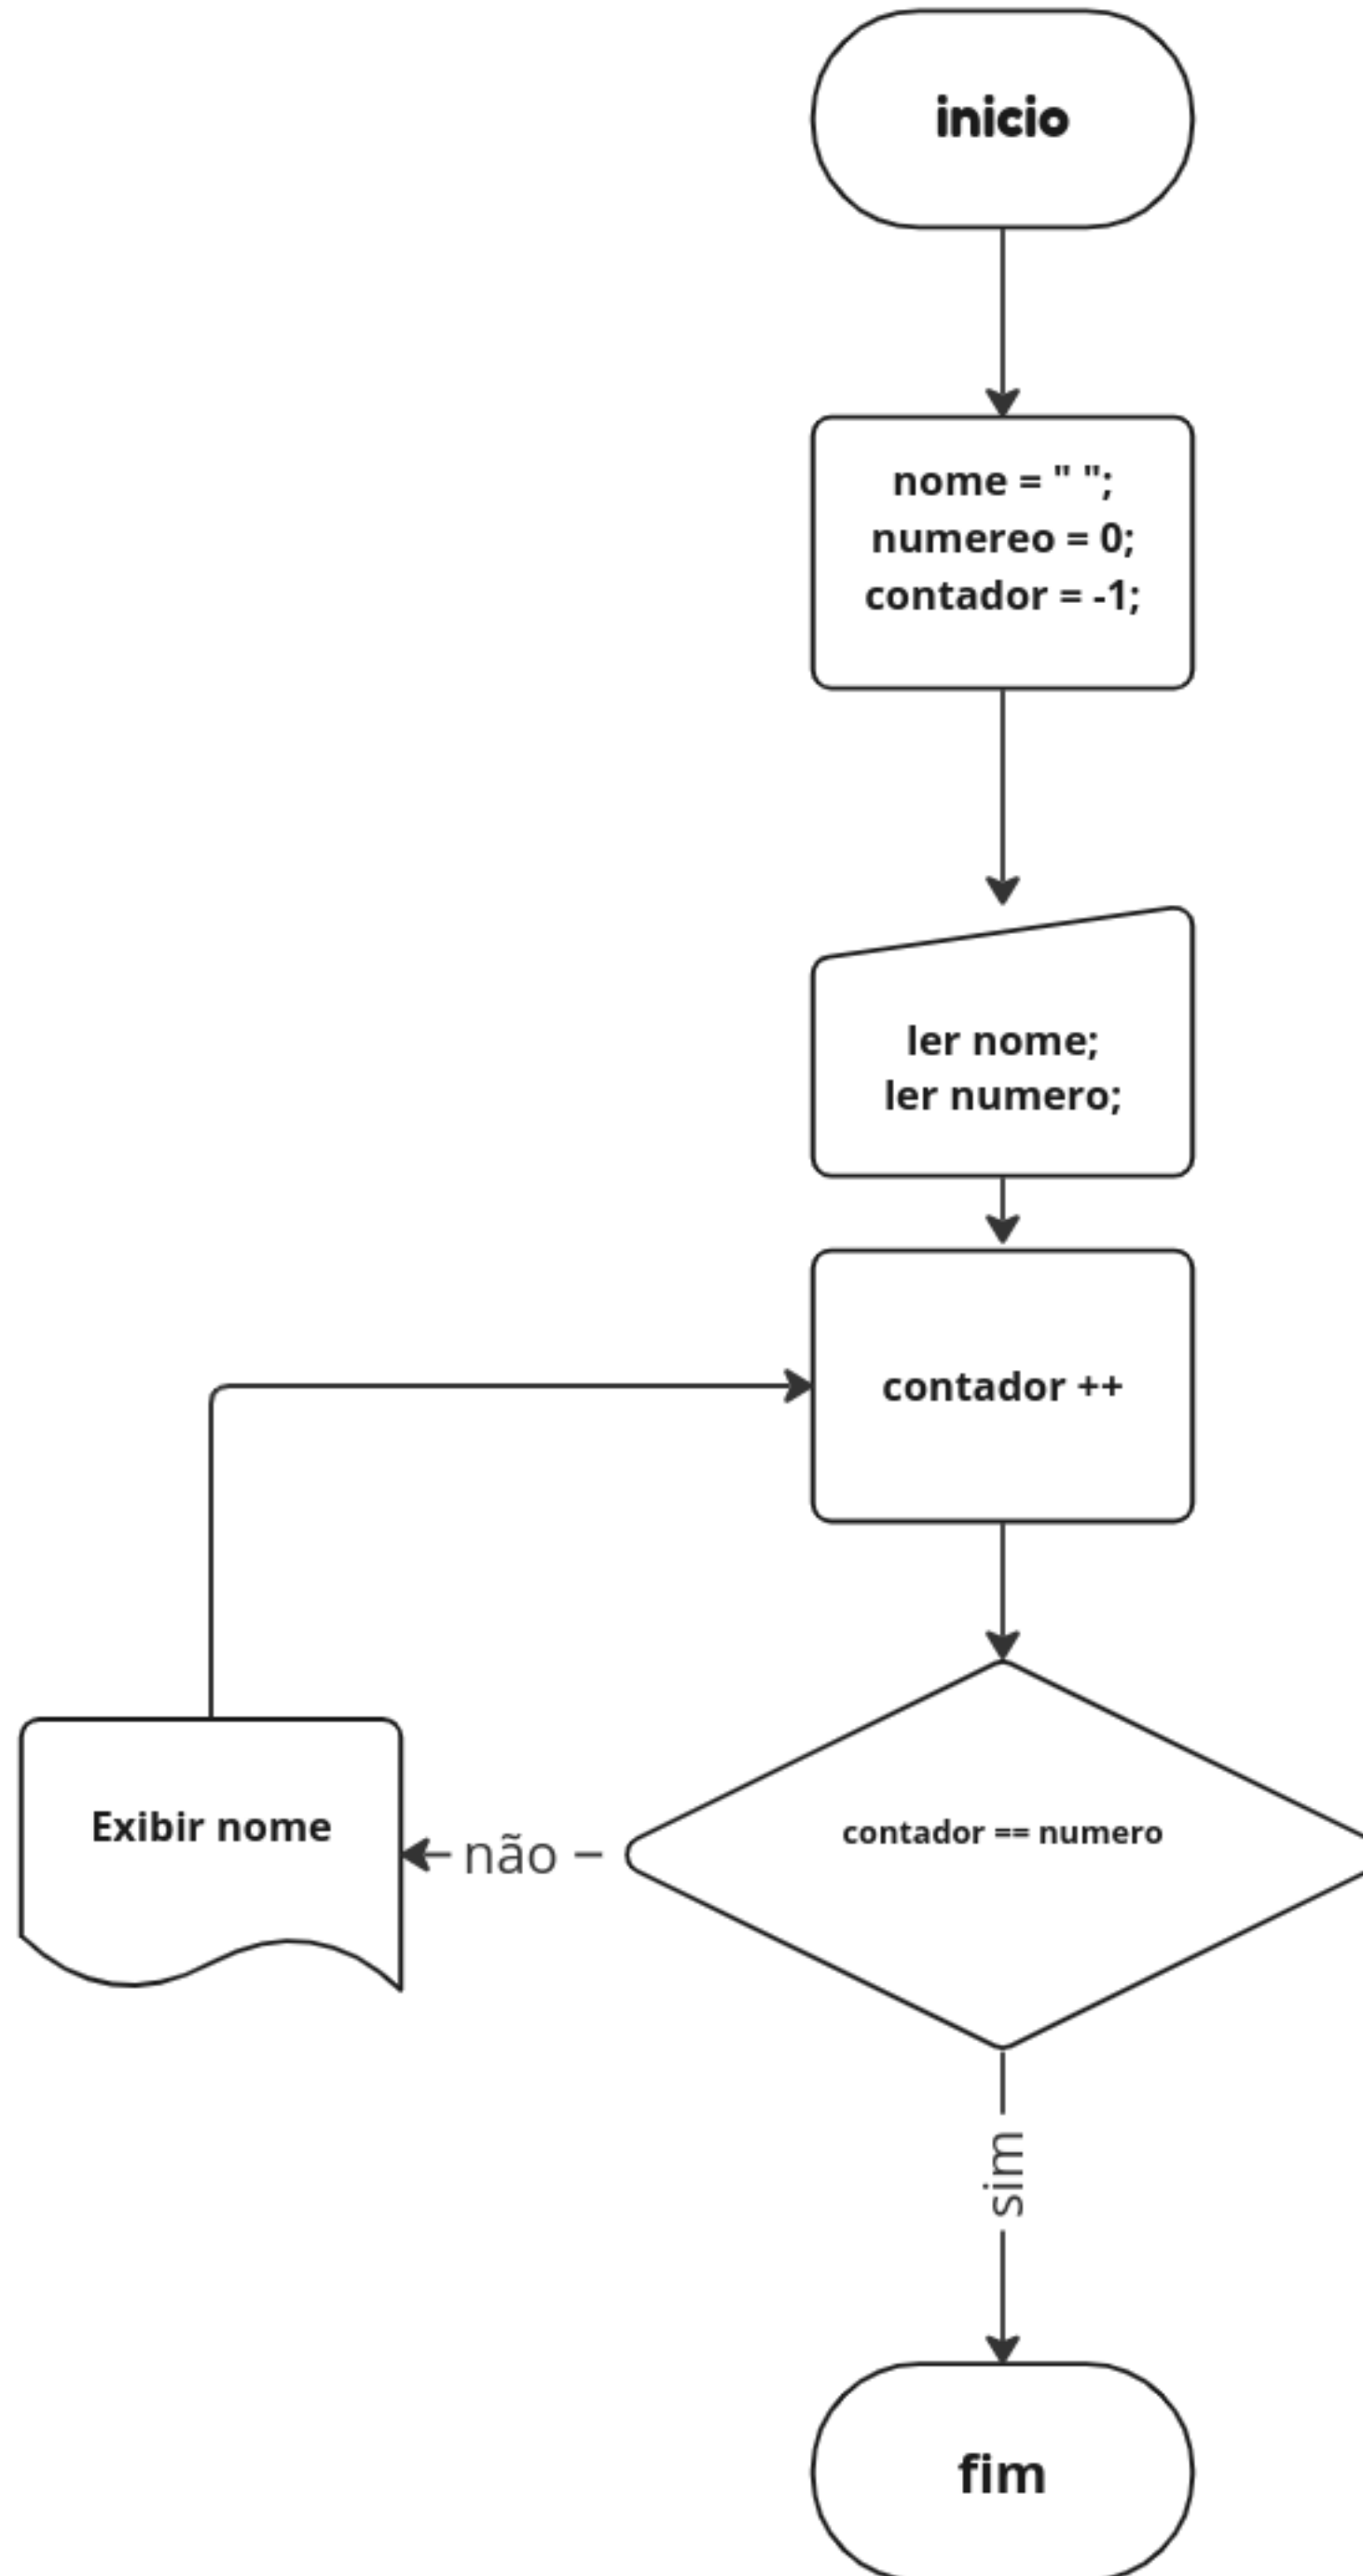 inicio
nome = " ";
numereo = 0;
contador = -1;
ler nome;
ler numero;
contador ++
contador == numero
não
Exibir nome
sim
fim